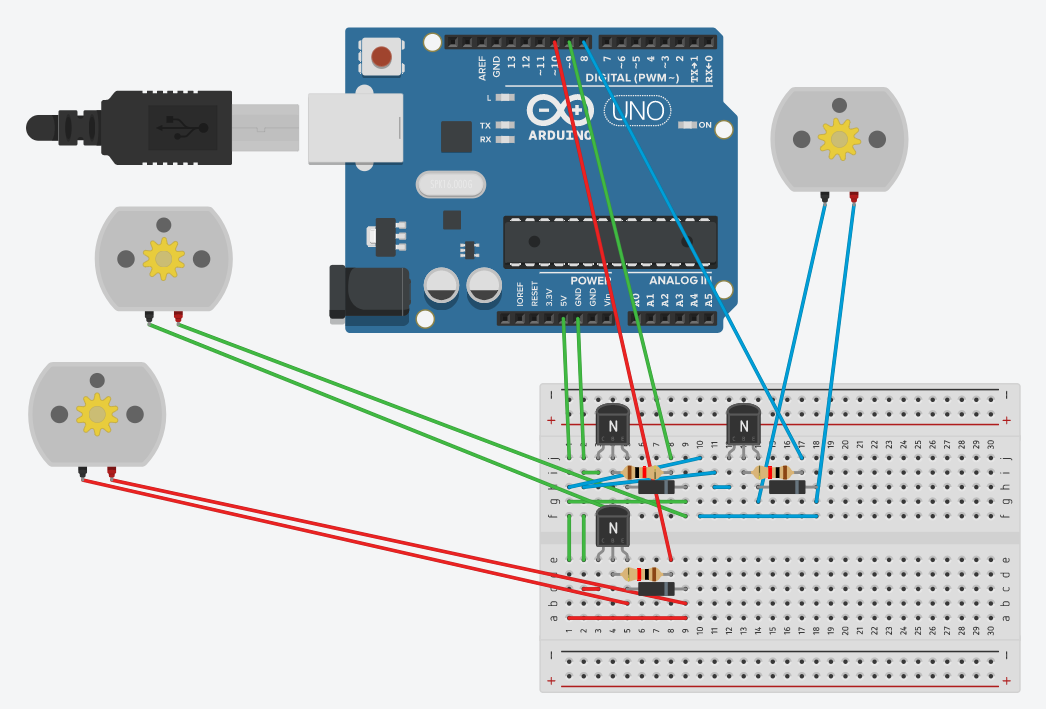 AREF
GND
13
12
~11
~10
~9
8
7
~6
~5
4
~3
2
TX→1
RX←0
DIGITAL (PWM~)
L
TX
RX
ARDUINO
UNO
ON
POWER
ANALOG IN
IOREF
RESET
3.3V
5V
GND
GND
Vin
A0
A1
A2
A3
A4
A5
N
N
N
− −
+ +
j j
i i
h h
g g
f f
e e
d d
c c
b b
a a
1 2 3 4 5 6 7 8 9 10 11 12 13 14 15 16 17 18 19 20 21 22 23 24 25 26 27 28 29 30
− −
+ +